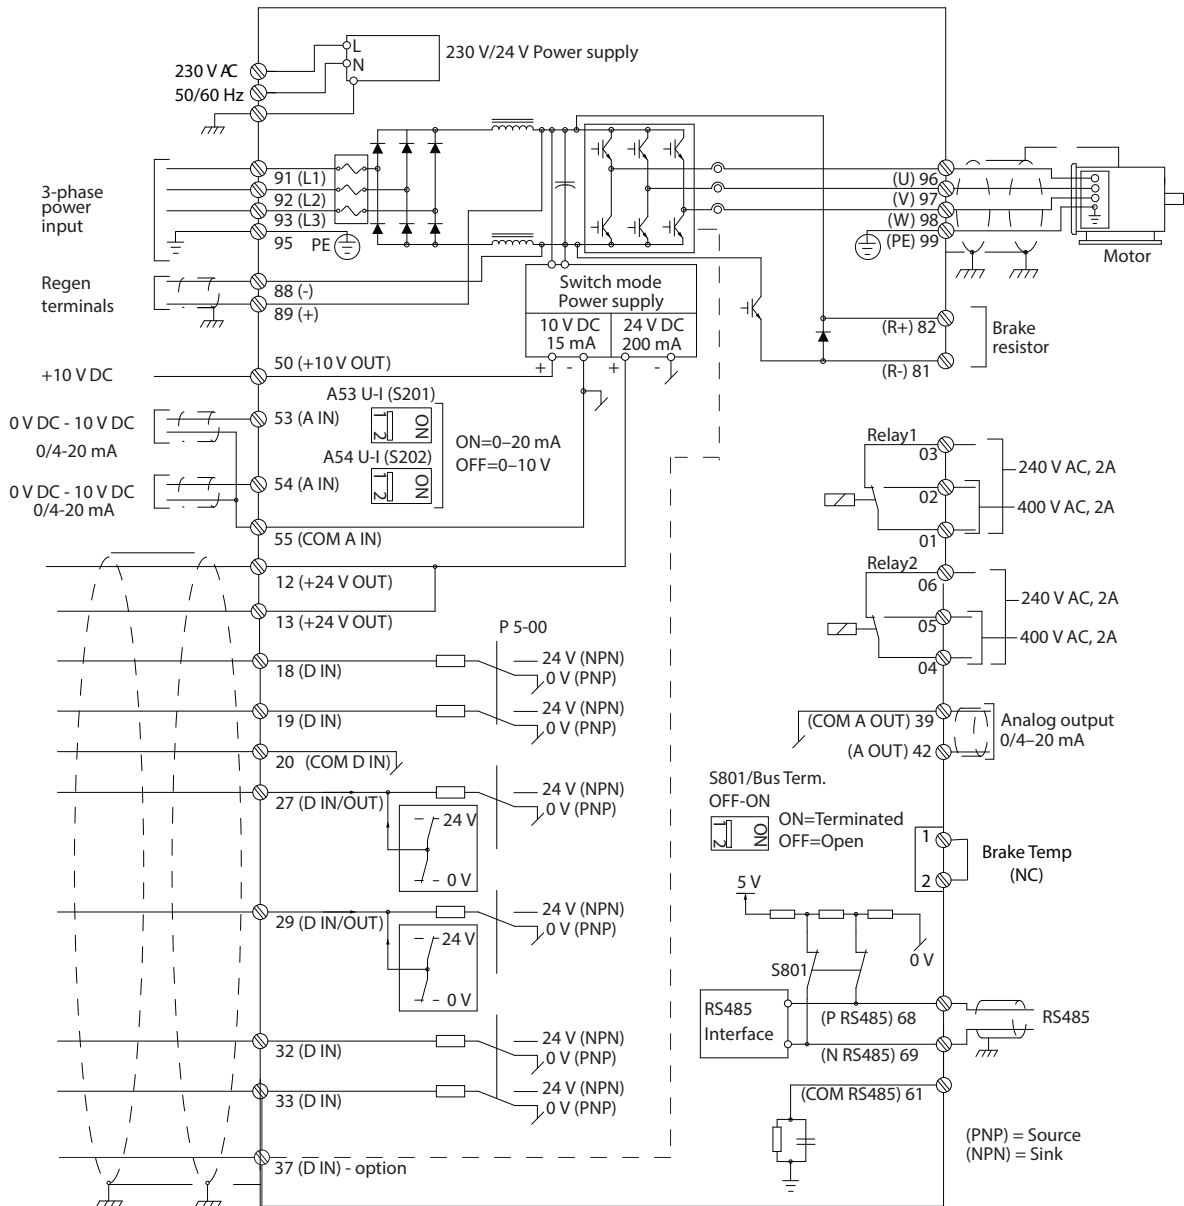 230 V/24 V Power supply
L
N
230 V AC
50/60 Hz
3-phase
power
input
91 (L1)
92 (L2)
93 (L3)
95
PE
(U) 96
(V) 97
(W) 98
(PE) 99
Motor
Regen
terminals
88 (-)
89 (+)
Switch mode
Power supply
10 V DC
15 mA
24 V DC
200 mA
+
-
+
-
(R+) 82
(R-) 81
Brake
resistor
+10 V DC
50 (+10 V OUT)
0 V DC - 10 V DC
0/4-20 mA
53 (A IN)
A53 U-I (S201)
1 2
ON
A54 U-I (S202)
1 2
ON
ON=0–20 mA
OFF=0–10 V
0 V DC - 10 V DC
0/4-20 mA
54 (A IN)
55 (COM A IN)
12 (+24 V OUT)
13 (+24 V OUT)
P 5-00
18 (D IN)
24 V (NPN)
0 V (PNP)
19 (D IN)
24 V (NPN)
0 V (PNP)
20 (COM D IN)
27 (D IN/OUT)
24 V (NPN)
0 V (PNP)
24 V
0 V
29 (D IN/OUT)
24 V (NPN)
0 V (PNP)
24 V
0 V
32 (D IN)
24 V (NPN)
0 V (PNP)
33 (D IN)
24 V (NPN)
0 V (PNP)
37 (D IN) - option
Relay1
03
02
01
240 V AC, 2A
400 V AC, 2A
Relay2
06
05
04
240 V AC, 2A
400 V AC, 2A
(COM A OUT) 39
(A OUT) 42
Analog output
0/4–20 mA
S801/Bus Term.
OFF-ON
1 2
ON
ON=Terminated
OFF=Open
1
2
Brake Temp
(NC)
5 V
0 V
S801
RS485
Interface
(P RS485) 68
(N RS485) 69
RS485
(COM RS485) 61
(PNP) = Source
(NPN) = Sink